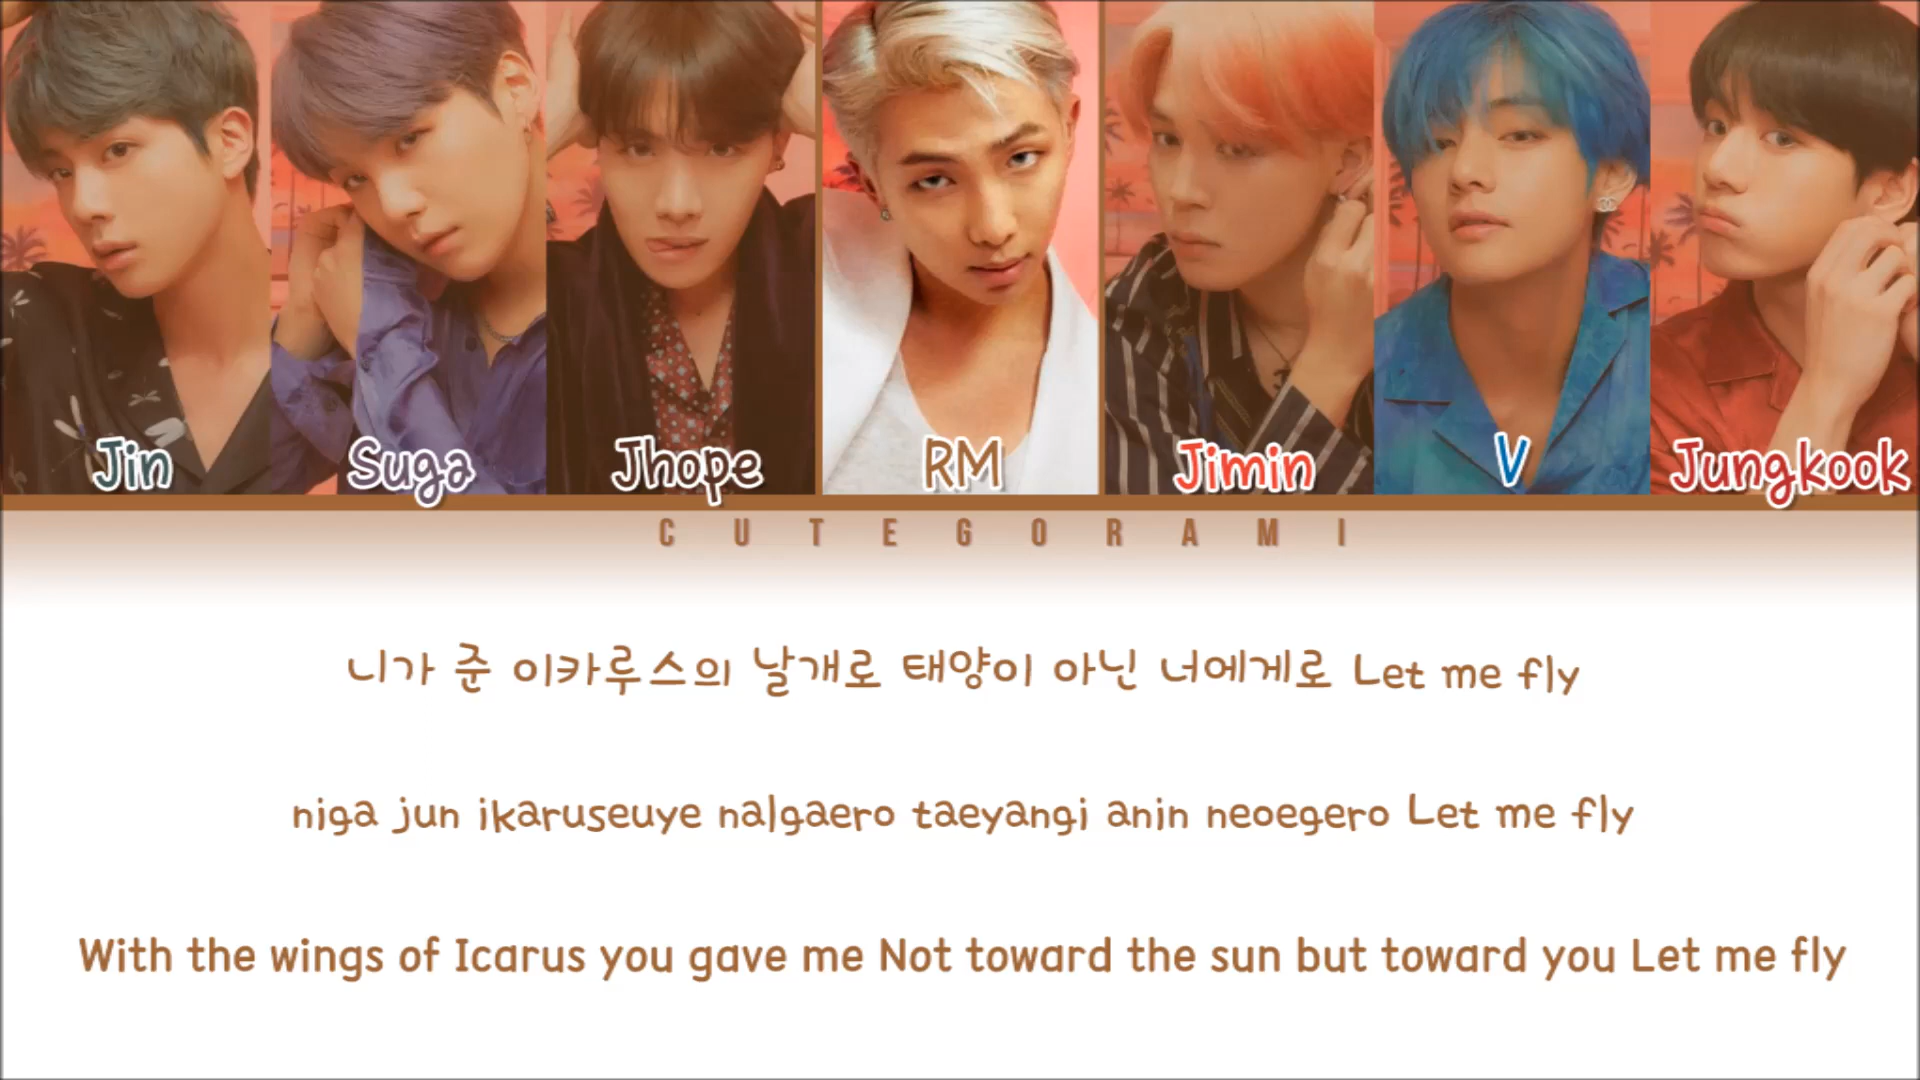 Jin Suga Jhope RM Jimin V Jungkook
CUTEGORAMI
니가 준 이카루스의 날개로 태양이 아닌 너에게로 Let me fly
niga jun ikaruseuye nalgaero taeyangi anin neoegero Let me fly
With the wings of Icarus you gave me Not toward the sun but toward you Let me fly